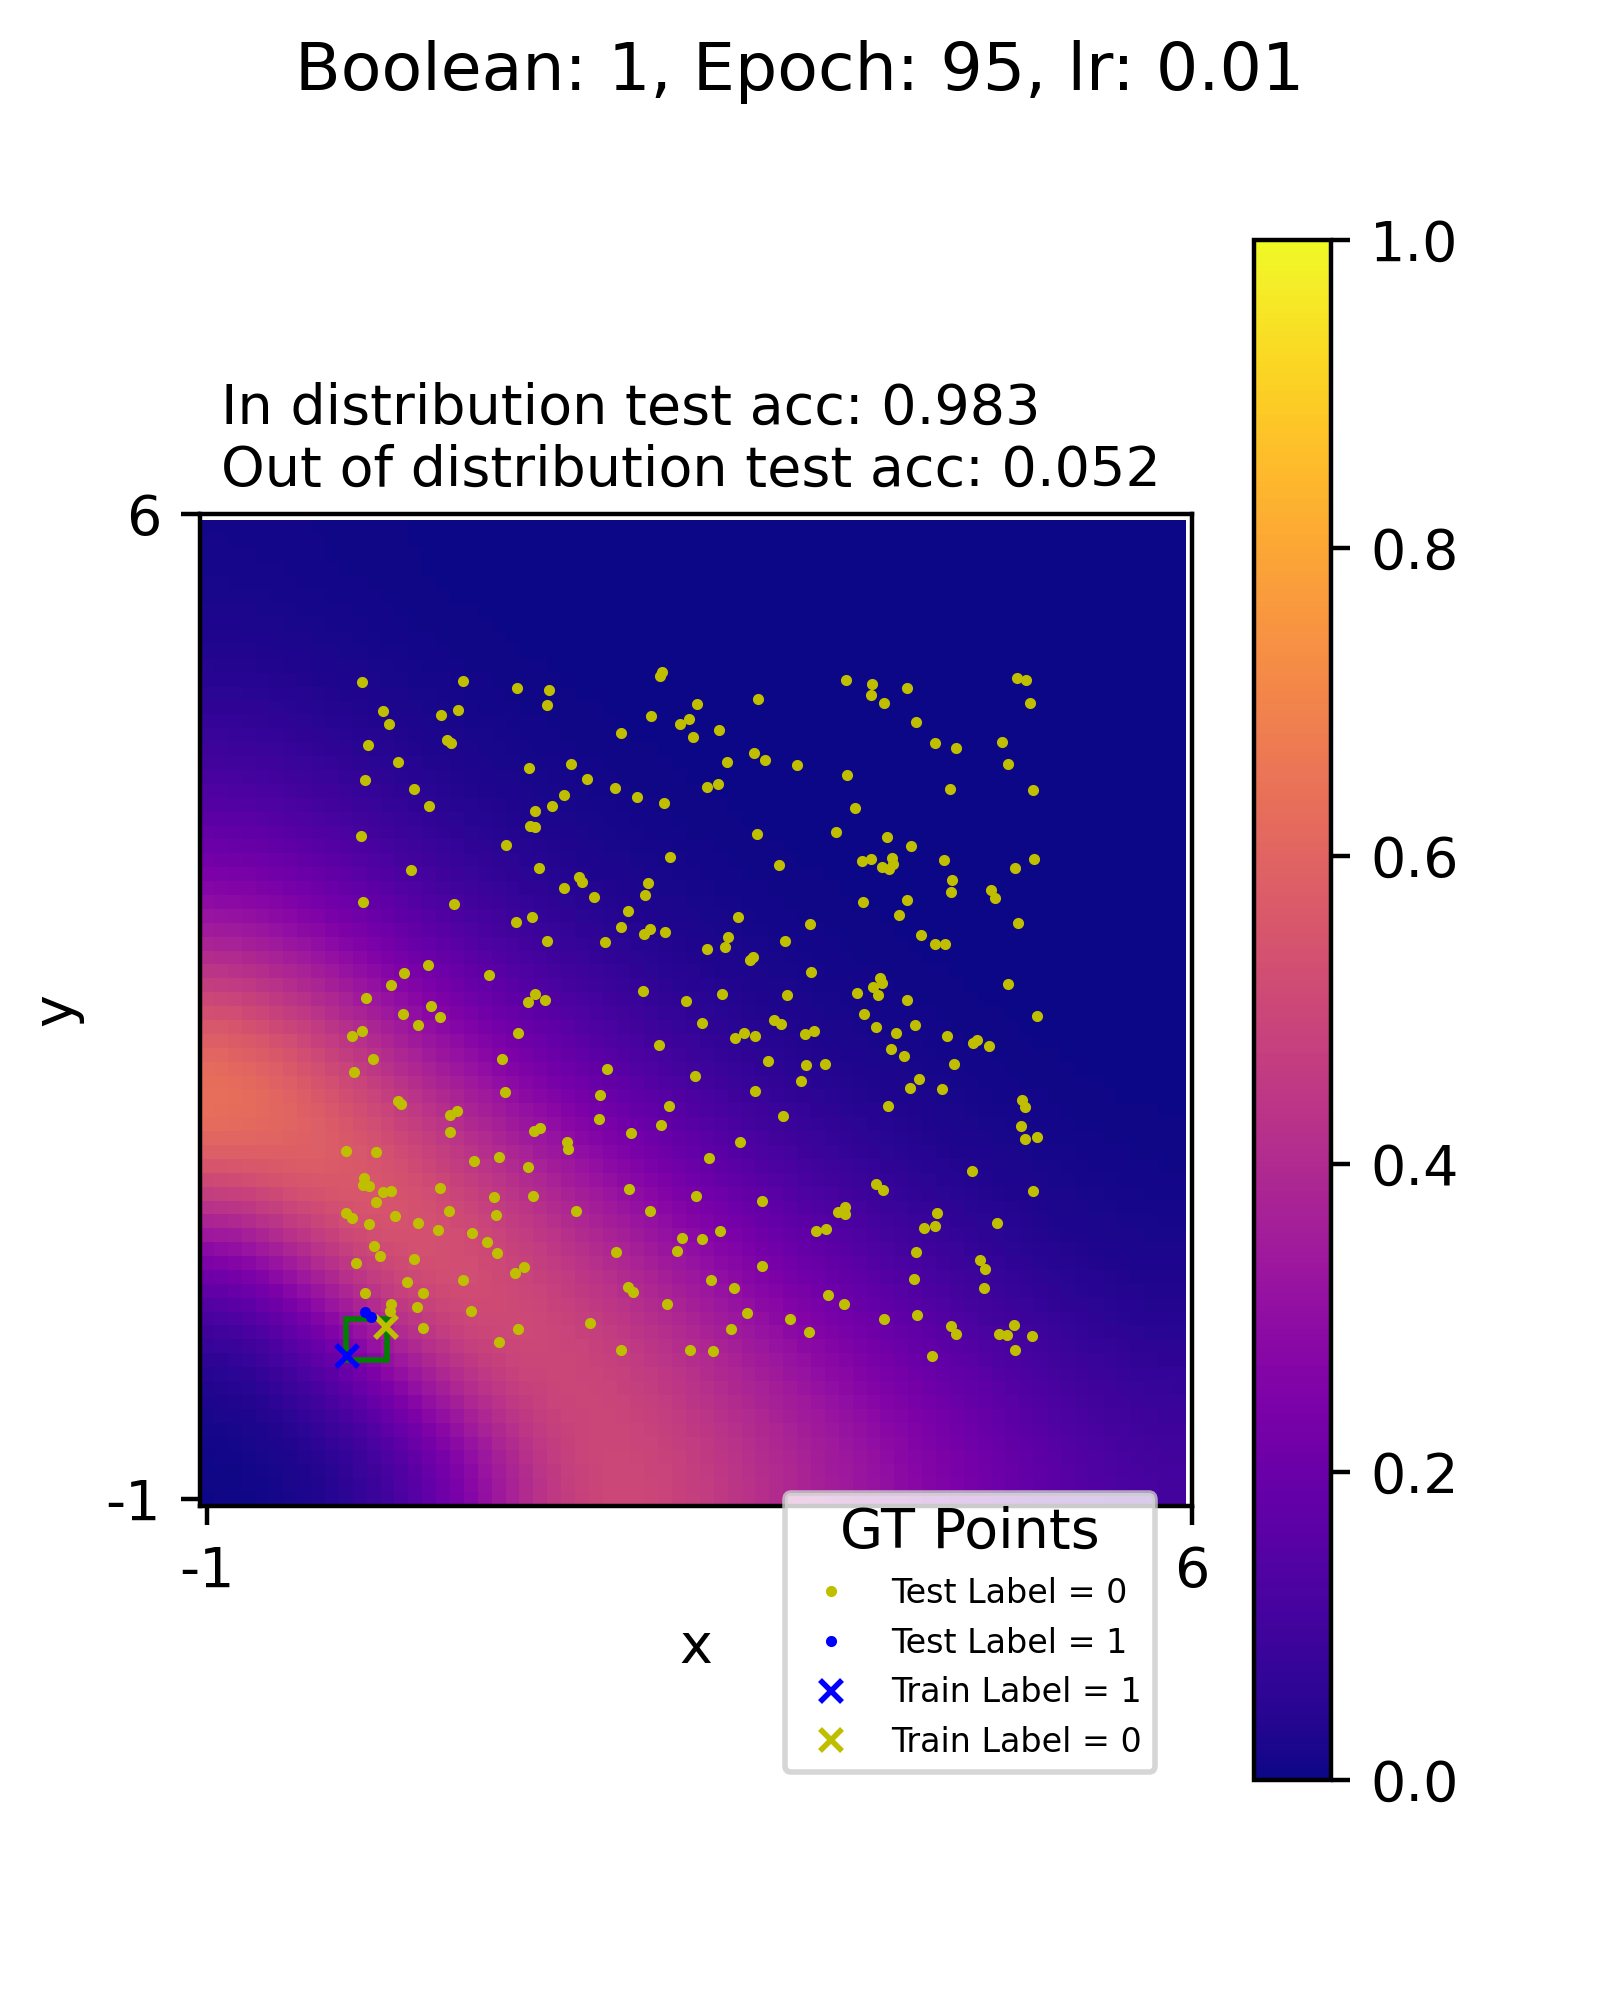 Boolean: 1, Epoch: 95, lr: 0.01
In distribution test acc: 0.983
Out of distribution test acc: 0.052
6
y
-1
-1
6
x
GT Points
Test Label = 0
Test Label = 1
Train Label = 1
Train Label = 0
1.0
0.8
0.6
0.4
0.2
0.0